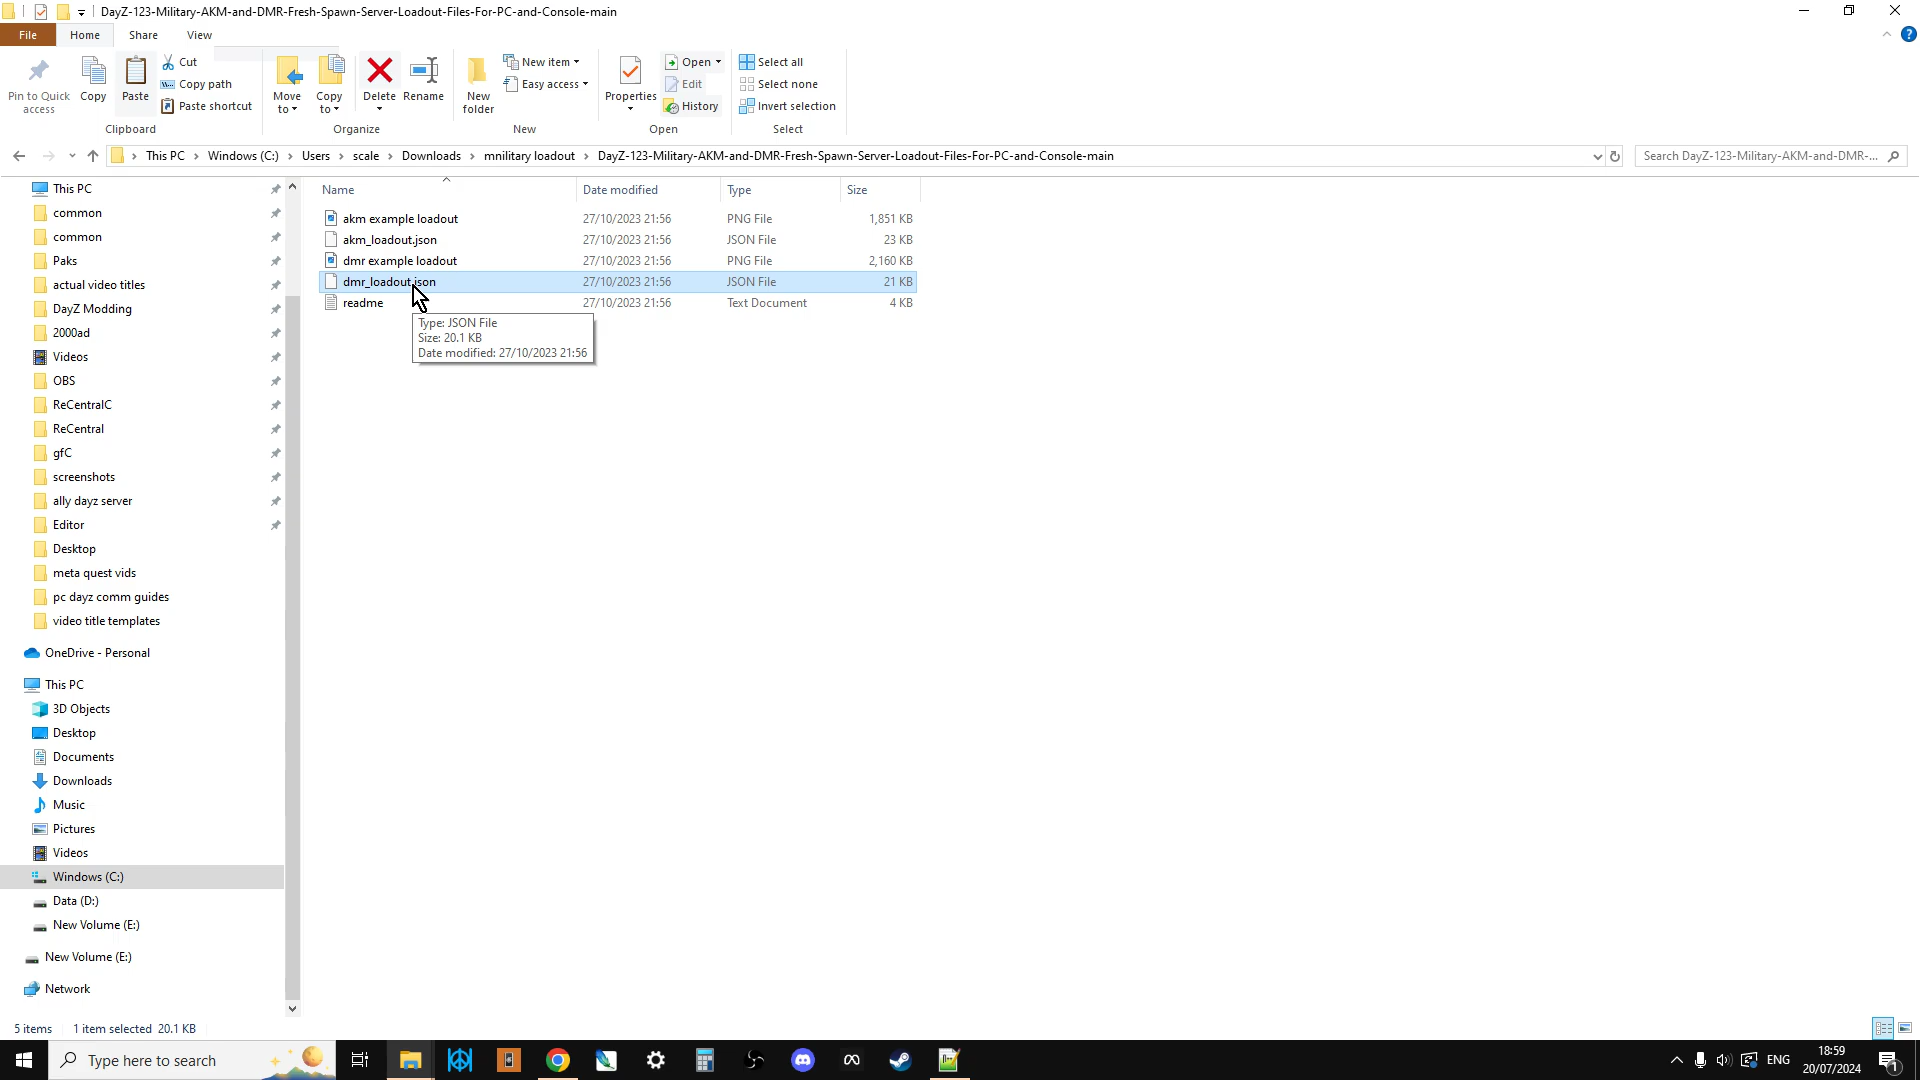 DayZ-123-Military-AKM-and-DMR-Fresh-Spawn-Server-Loadout-Files-For-PC-and-Console-main
File Home Share View
Pin to Quick access
Copy
Paste
Cut
Copy path
Paste shortcut
Clipboard
Move to
Copy to
Delete
Rename
Organize
New folder
New item
Easy access
New
Properties
Open
Edit
History
Open
Select all
Select none
Invert selection
Select
This PC Windows (C:) Users scale Downloads mnilitary loadout DayZ-123-Military-AKM-and-DMR-Fresh-Spawn-Server-Loadout-Files-For-PC-and-Console-main
Search DayZ-123-Military-AKM-and-DMR-...
This PC
common
common
Paks
actual video titles
DayZ Modding
2000ad
Videos
OBS
ReCentralC
ReCentral
gfC
screenshots
ally dayz server
Editor
Desktop
meta quest vids
pc dayz comm guides
video title templates
OneDrive - Personal
This PC
3D Objects
Desktop
Documents
Downloads
Music
Pictures
Videos
Windows (C:)
Data (D:)
New Volume (E:)
New Volume (E:)
Network
Name Date modified Type Size
akm example loadout 27/10/2023 21:56 PNG File 1,851 KB
akm_loadout.json 27/10/2023 21:56 JSON File 23 KB
dmr example loadout 27/10/2023 21:56 PNG File 2,160 KB
dmr_loadout.json 27/10/2023 21:56 JSON File 21 KB
readme 27/10/2023 21:56 Text Document 4 KB
Type: JSON File
Size: 20.1 KB
Date modified: 27/10/2023 21:56
5 items 1 item selected 20.1 KB
Type here to search
ENG
18:59
20/07/2024
1